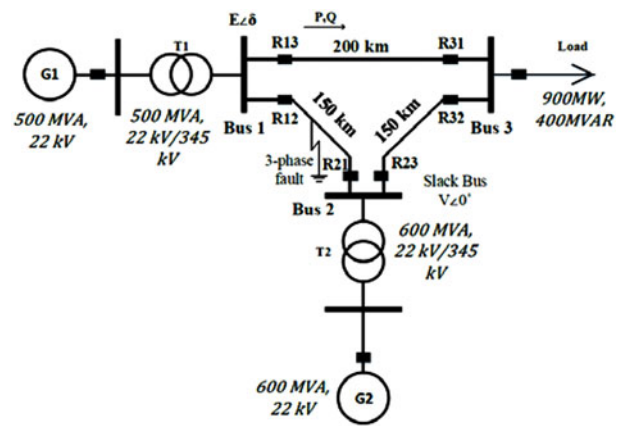 E∠δ
P,Q
T1
R13
200 km
R31
Load
G1
500 MVA,
22 kV
500 MVA,
22 kV/345
kV
Bus 1
R12
150 km
150 km
R32
Bus 3
900MW,
400MVAR
3-phase
fault
R21
R23
Slack Bus
V∠0°
Bus 2
T2
600 MVA,
22 kV/345
kV
600 MVA,
22 kV
G2